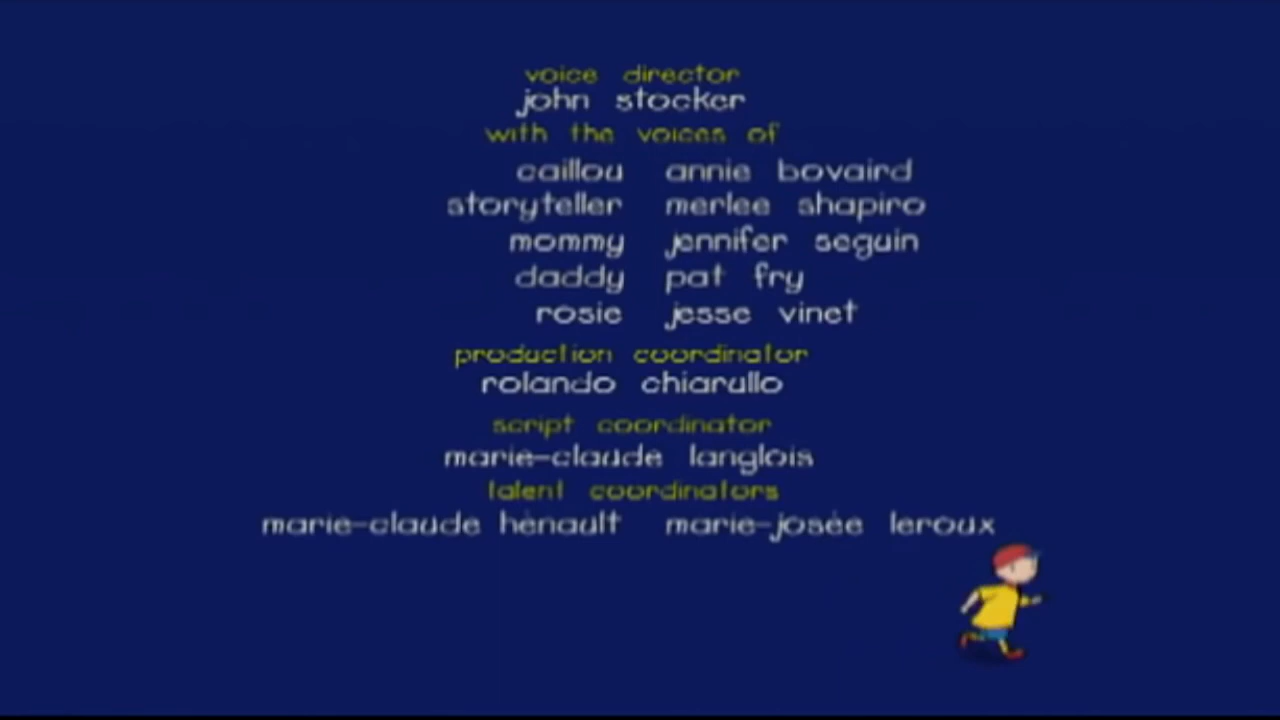 voice director
john stocker
with the voices of
caillou annie bovaird
storyteller merlee shapiro
mommy jennifer seguin
daddy pat fry
rosie jesse vinet
production coordinator
rolando chiarullo
script coordinator
marie-claude langlois
talent coordinators
marie-claude hénault marie-josée leroux